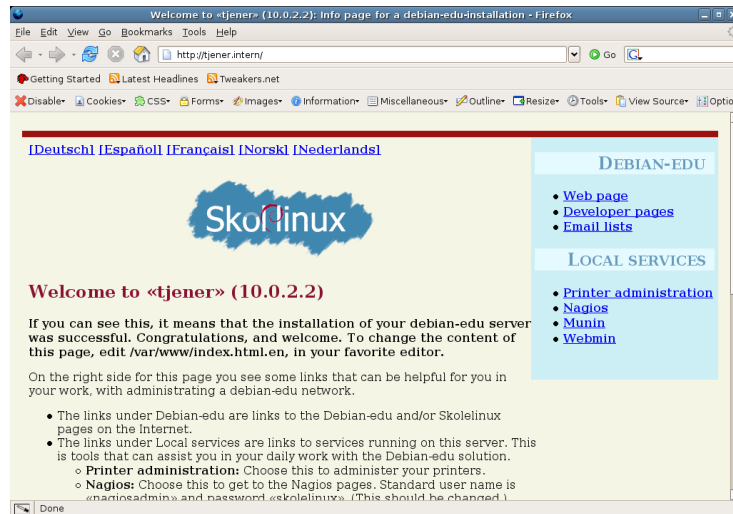 Welcome to «tjener» (10.0.2.2): Info page for a debian-edu-installation - Firefox
File Edit View Go Bookmarks Tools Help
http://tjener.intern/ Go G
Getting Started Latest Headlines Tweakers.net
Disable Cookies CSS Forms Images Information Miscellaneous Outline Resize Tools View Source Optio
[Deutsch] [Español] [Français] [Norsk] [Nederlands]
Skolelinux
Welcome to «tjener» (10.0.2.2)
If you can see this, it means that the installation of your debian-edu server
was successful. Congratulations, and welcome. To change the content of
this page, edit /var/www/index.html.en, in your favorite editor.
On the right side for this page you see some links that can be helpful for you in
your work, with administrating a debian-edu network.
The links under Debian-edu are links to the Debian-edu and/or Skolelinux
pages on the Internet.
The links under Local services are links to services running on this server. This
is tools that can assist you in your daily work with the Debian-edu solution.
Printer administration: Choose this to administer your printers.
Nagios: Choose this to get to the Nagios pages. Standard user name is
«nagiosadmin» and password «skolelinux». (This should be changed.)
DEBIAN-EDU
Web page
Developer pages
Email lists
LOCAL SERVICES
Printer administration
Nagios
Munin
Webmin
Done